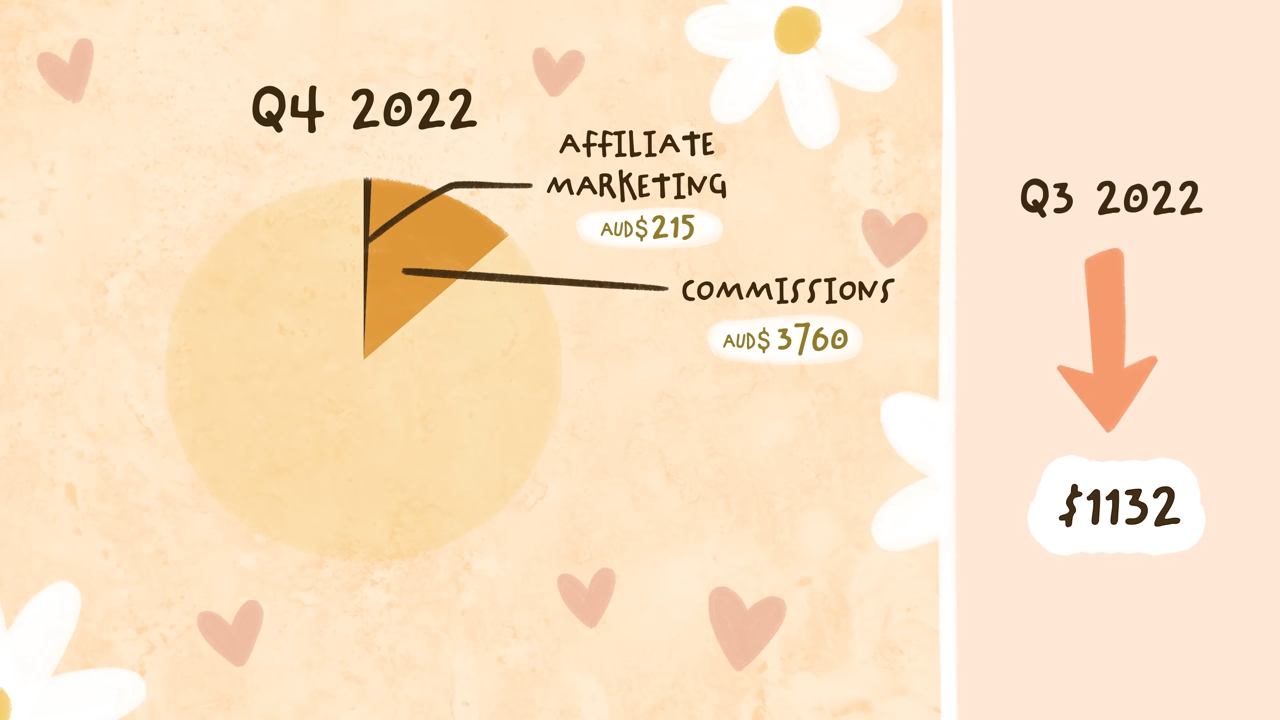 Q4 2022
AFFILIATE
MARKETING
AUD$215
COMMISSIONS
AUD$ 3760
Q3 2022
$1132